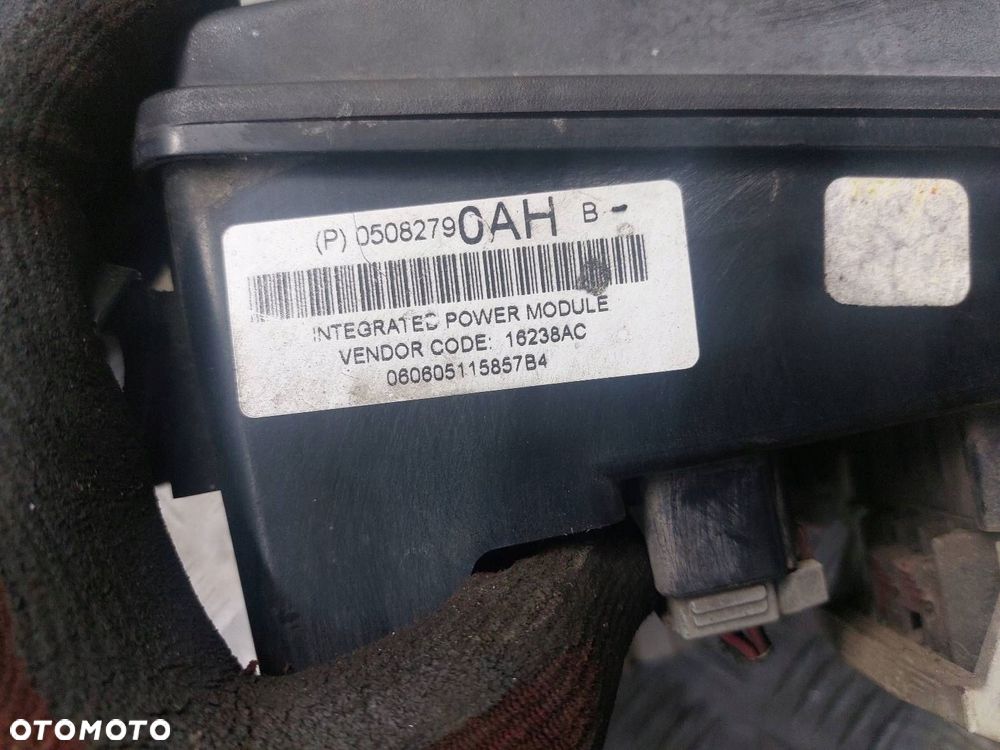 (P) 05082790AH B -
INTEGRATED POWER MODULE
VENDOR CODE: 16238AC
060605115857B4
OTOMOTO